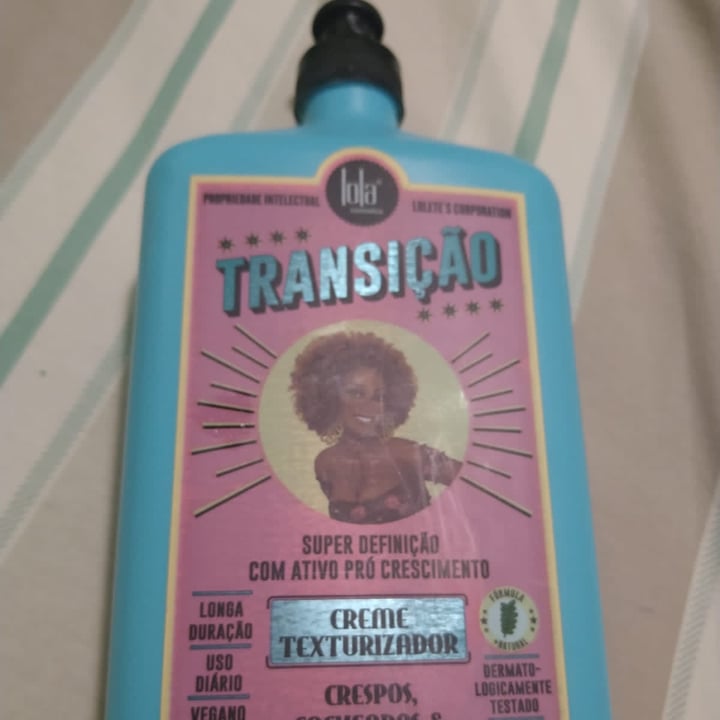 lola
PROPRIEDADE INTELECTUAL
LOLETE'S CORPORATION
TRANSIÇÃO
SUPER DEFINIÇÃO
COM ATIVO PRÓ CRESCIMENTO
LONGA
DURAÇÃO
USO
DIÁRIO
VEGANO
CREME
TEXTURIZADOR
CRESPOS,
CACHEADOS &
FÓRMULA
+NATURAL
DERMATO-
LOGICAMENTE
TESTADO